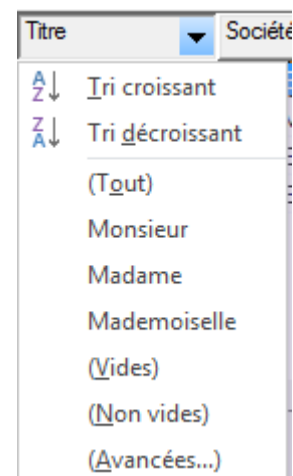 Titre Société
Tri croissant
Tri décroissant
(Tout)
Monsieur
Madame
Mademoiselle
(Vides)
(Non vides)
(Avancées...)